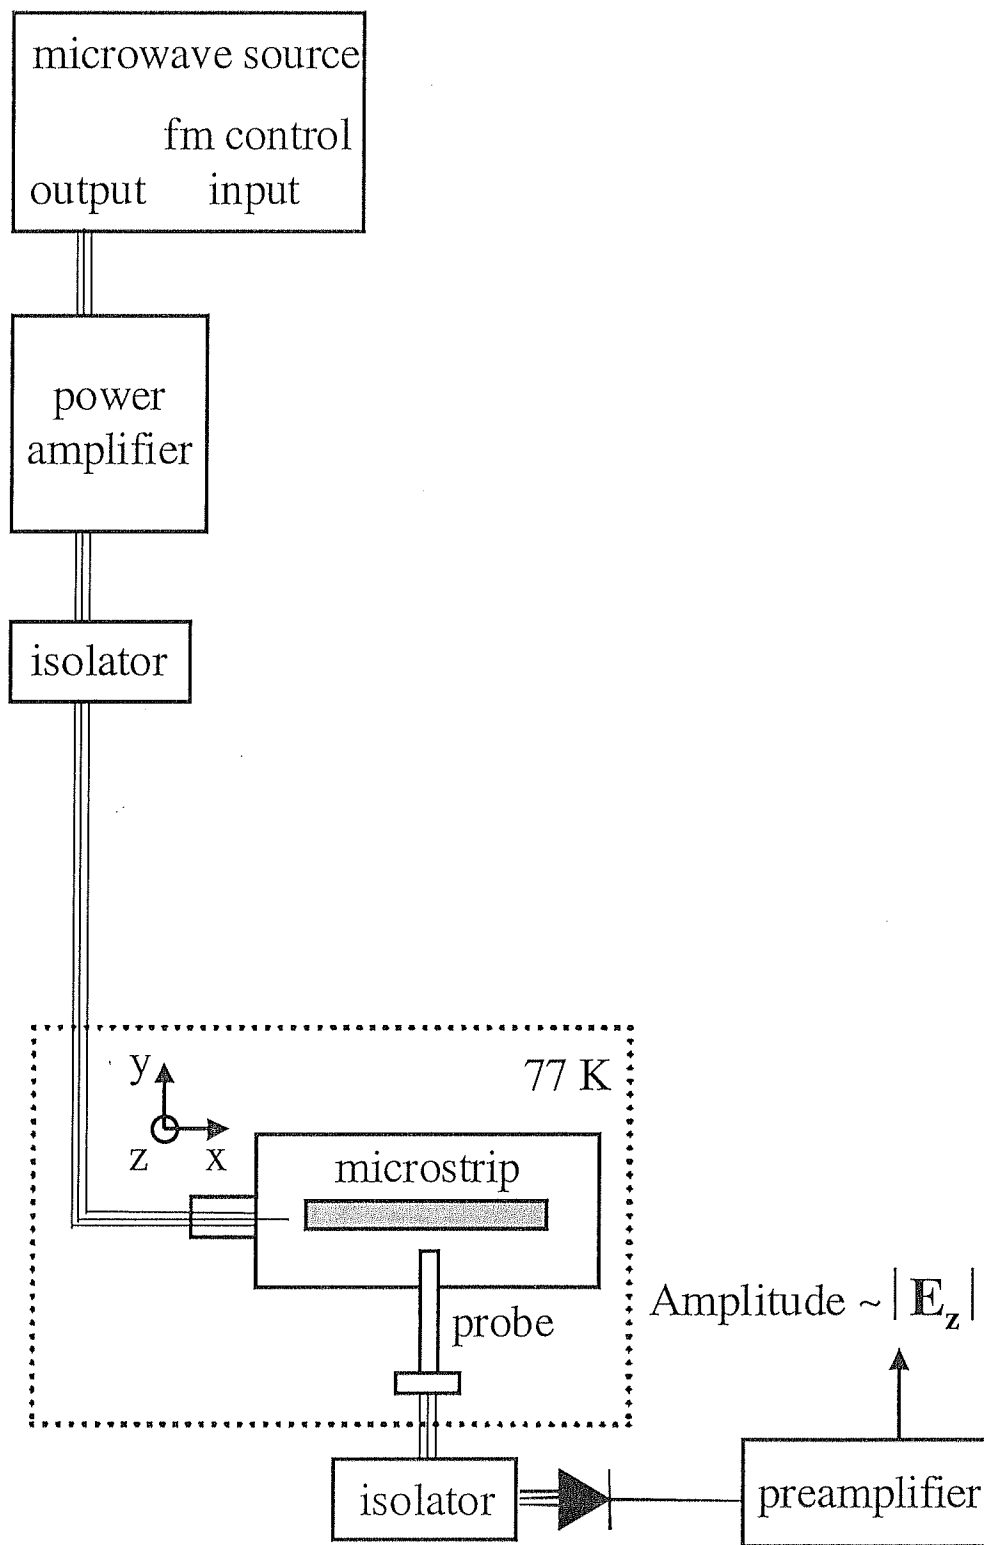 microwave source
fm control
output input
power
amplifier
isolator
77 K
y
z x
microstrip
probe
Amplitude ~ | E_z |
isolator
preamplifier